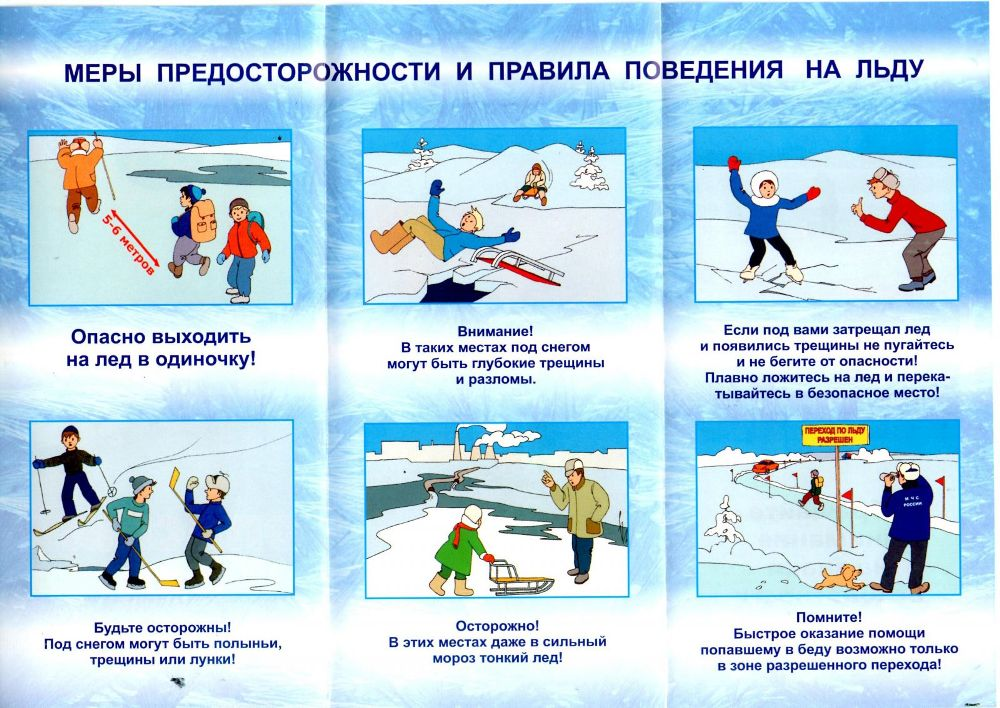 МЕРЫ ПРЕДОСТОРОЖНОСТИ И ПРАВИЛА ПОВЕДЕНИЯ НА ЛЬДУ
5-6 метров
Опасно выходить
на лед в одиночку!
Внимание!
В таких местах под снегом
могут быть глубокие трещины
и разломы.
Если под вами затрещал лед
и появились трещины не пугайтесь
и не бегите от опасности!
Плавно ложитесь на лед и перека-
тывайтесь в безопасное место!
ПЕРЕХОД ПО ЛЬДУ
РАЗРЕШЕН
М Ч С
РОССИИ
Будьте осторожны!
Под снегом могут быть полыньи,
трещины или лунки!
Осторожно!
В этих местах даже в сильный
мороз тонкий лед!
Помните!
Быстрое оказание помощи
попавшему в беду возможно только
в зоне разрешенного перехода!